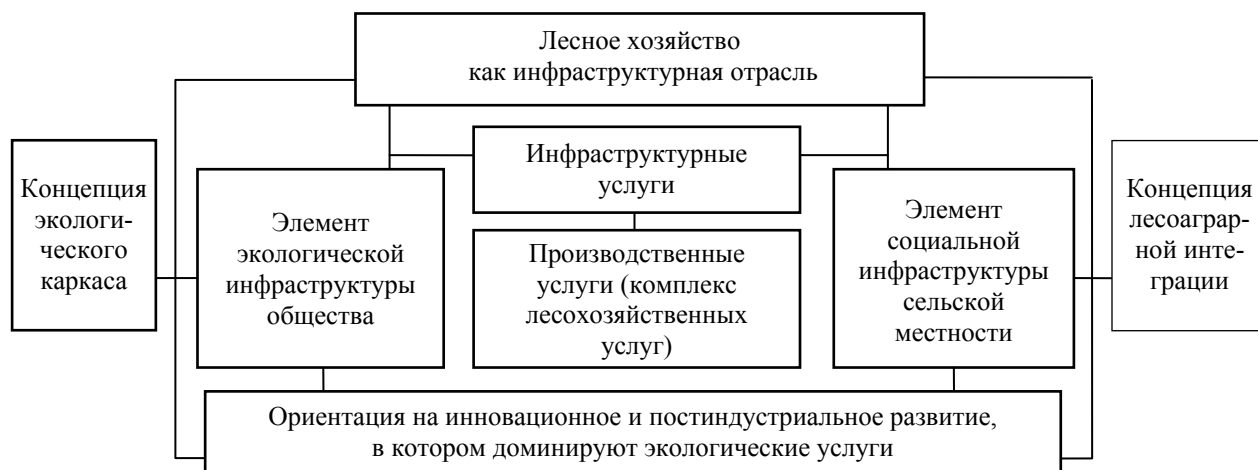 Лесное хозяйство
как инфраструктурная отрасль
Инфраструктурные
услуги
Концепция
экологи-
ческого
каркаса
Элемент
экологической
инфраструктуры
общества
Производственные
услуги (комплекс
лесохозяйственных
услуг)
Элемент
социальной
инфраструктуры
сельской
местности
Концепция
лесоаграр-
ной инте-
грации
Ориентация на инновационное и постиндустриальное развитие,
в котором доминируют экологические услуги